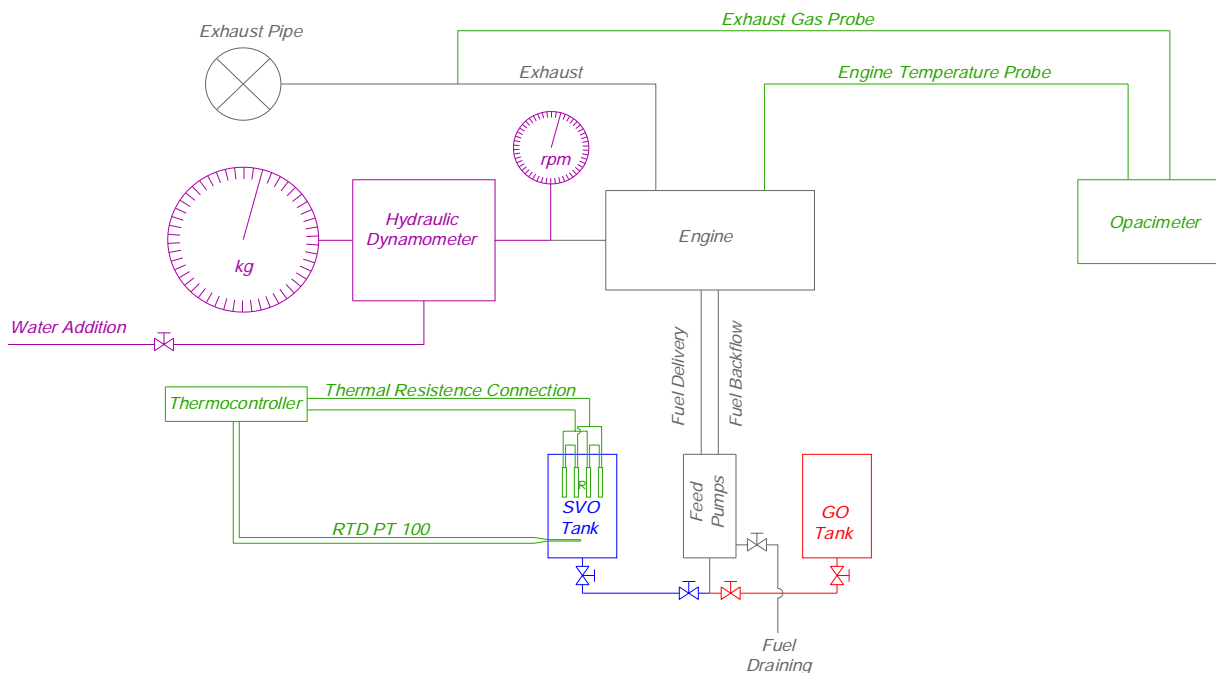 Exhaust Gas Probe
Exhaust Pipe
Exhaust
Engine Temperature Probe
rpm
Hydraulic
Dynamometer
Engine
Opacimeter
kg
Water Addition
Fuel Delivery
Fuel Backflow
Thermal Resistence Connection
Thermocontroller
R
SVO
Tank
Feed
Pumps
GO
Tank
RTD PT 100
Fuel
Draining